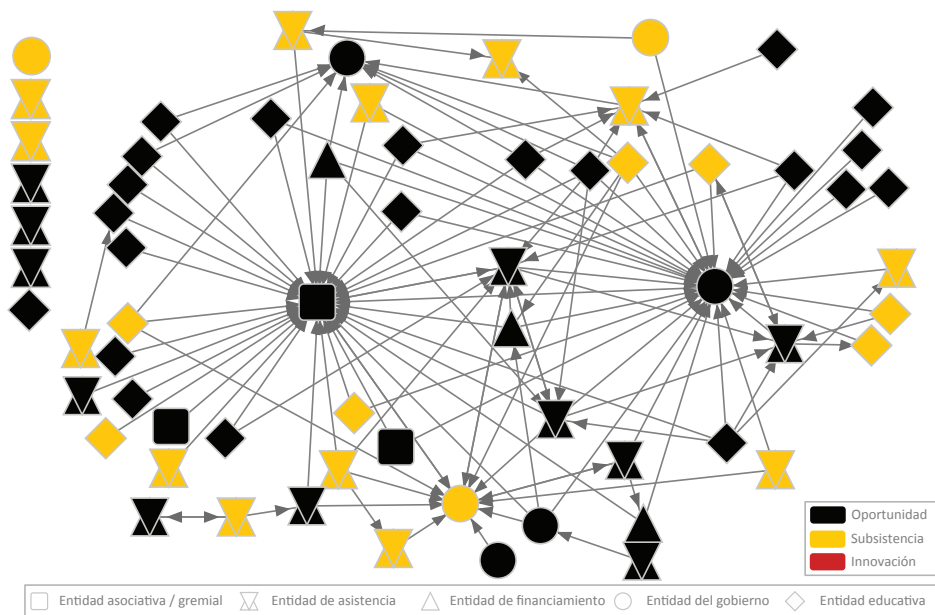 Oportunidad
Subsistencia
Innovación
Entidad asociativa / gremial Entidad de asistencia Entidad de financiamiento Entidad del gobierno Entidad educativa